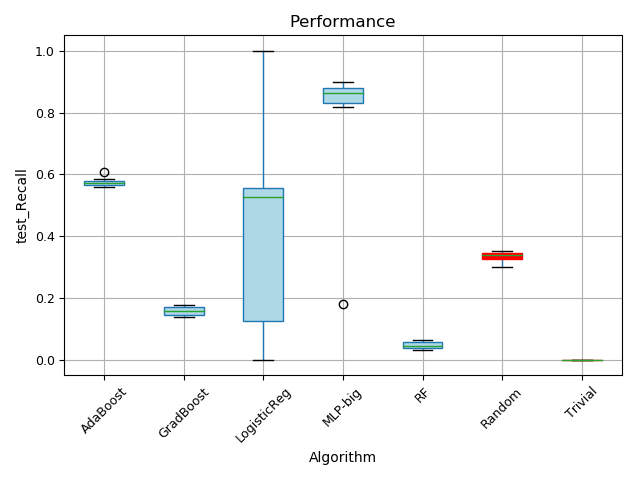 Performance
test_Recall
1.0
0.8
0.6
0.4
0.2
0.0
AdaBoost
GradBoost
LogisticReg
MLP-big
RF
Random
Trivial
Algorithm